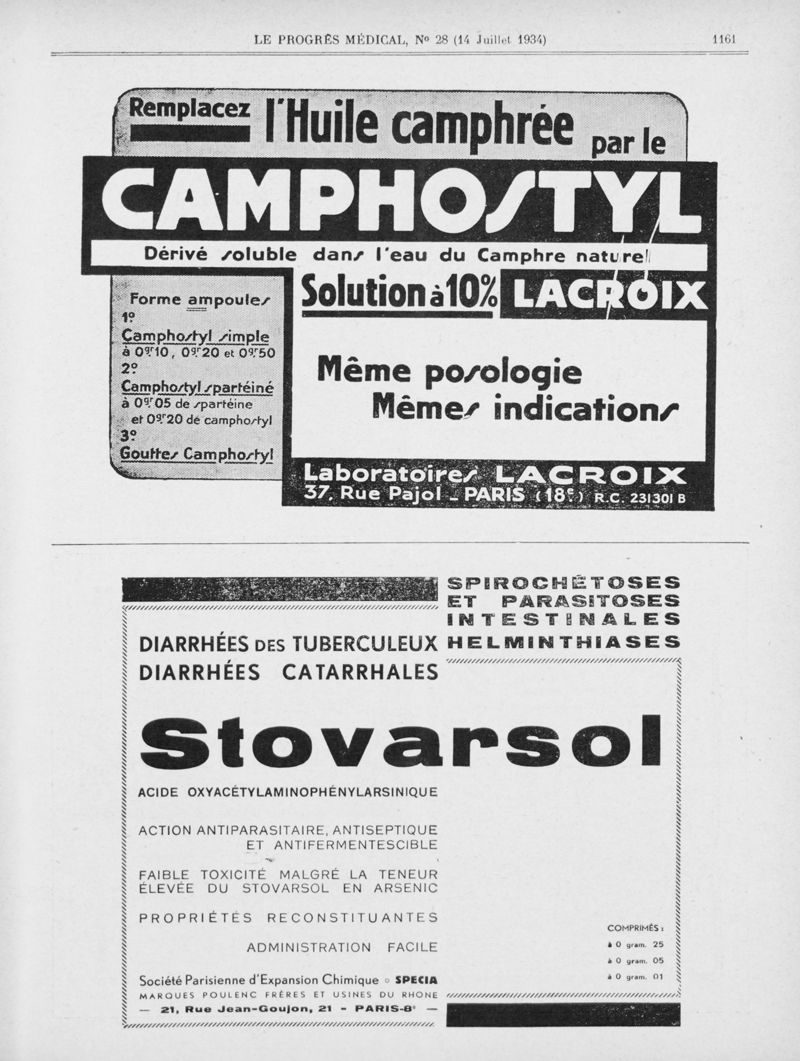 LE PROGRÈS MÉDICAL, Nº 28 (14 Juillet 1934)
1161
Remplacez l'Huile camphrée par le
CAMPHOSTYL
Dérivé soluble dans l'eau du Camphre naturel
Forme ampoules
1º
Camphostyl simple
à 0gr10, 0gr20 et 0gr50
2º
Camphostyl spartéiné
à 0gr05 de spartéine
et 0gr20 de camphostyl
3º
Gouttes Camphostyl
Solution à 10% LACROIX
Même posologie
Mêmes indications
Laboratoires LACROIX
37, Rue Pajol - PARIS (18e) R.C. 231301 B
SPIROCHÈTOSES
ET PARASITOSES
INTESTINALES
HELMINTHIASES
DIARRHÉES DES TUBERCULEUX
DIARRHÉES CATARRHALES
Stovarsol
ACIDE OXYACÉTYLAMINOPHÉNYLARSINIQUE
ACTION ANTIPARASITAIRE, ANTISEPTIQUE
ET ANTIFERMENTESCIBLE
FAIBLE TOXICITÉ MALGRÉ LA TENEUR
ÉLEVÉE DU STOVARSOL EN ARSENIC
PROPRIÉTÉS RECONSTITUANTES
ADMINISTRATION FACILE
COMPRIMÉS :
à 0 gram. 25
à 0 gram. 05
à 0 gram. 01
Société Parisienne d'Expansion Chimique ○ SPECIA
MARQUES POULENC FRÈRES ET USINES DU RHONE
— 21, Rue Jean-Goujon, 21 - PARIS-8e —